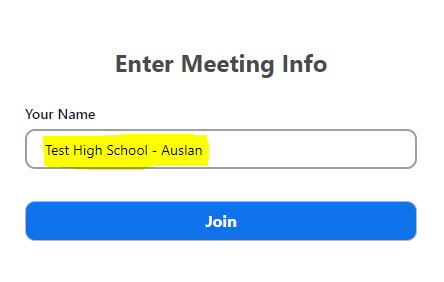 Enter Meeting Info
Your Name
Test High School - Auslan
Join